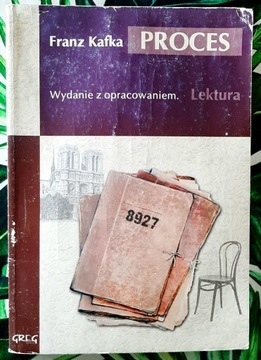 Franz Kafka PROCES
Wydanie z opracowaniem. Lektura
8927
GREG